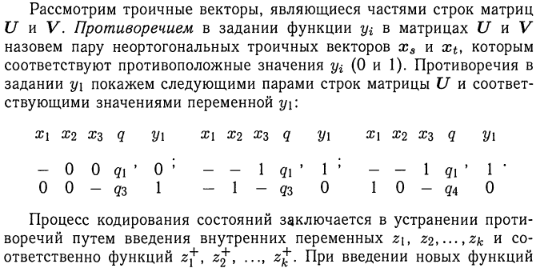 Рассмотрим троичные векторы, являющиеся частями строк матриц
U и V. Противоречием в задании функции yi в матрицах U и V
назовем пару неортогональных троичных векторов xs и xt, которым
соответствуют противоположные значения yi (0 и 1). Противоречия в
задании y1 покажем следующими парами строк матрицы U и соответ-
ствующими значениями переменной y1:
x1 x2 x3 q y1 x1 x2 x3 q y1 x1 x2 x3 q y1
− 0 0 q1 , 0 ; − − 1 q1 , 1 ; − − 1 q1 , 1 .
0 0 − q3 1 − 1 − q3 0 1 0 − q4 0
Процесс кодирования состояний заключается в устранении проти-
воречий путем введения внутренних переменных z1, z2,..., zk и со-
ответственно функций z1+, z2+, ..., zk+. При введении новых функций